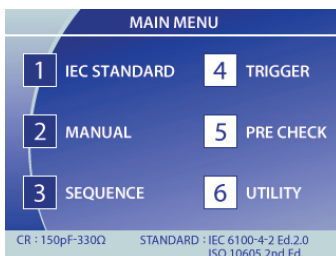 MAIN MENU
1 IEC STANDARD
2 MANUAL
3 SEQUENCE
4 TRIGGER
5 PRE CHECK
6 UTILITY
CR : 150pF-330Ω STANDARD : IEC 6100-4-2 Ed.2.0
ISO 10605 2nd Ed